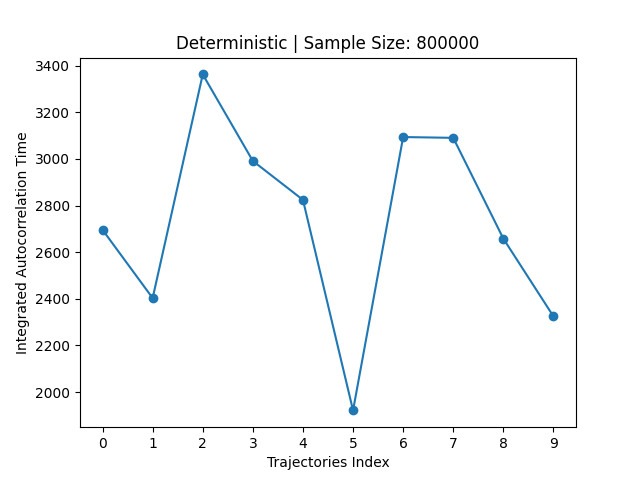 Deterministic | Sample Size: 800000
3400
3200
3000
2800
2600
2400
2200
2000
Integrated Autocorrelation Time
0 1 2 3 4 5 6 7 8 9
Trajectories Index